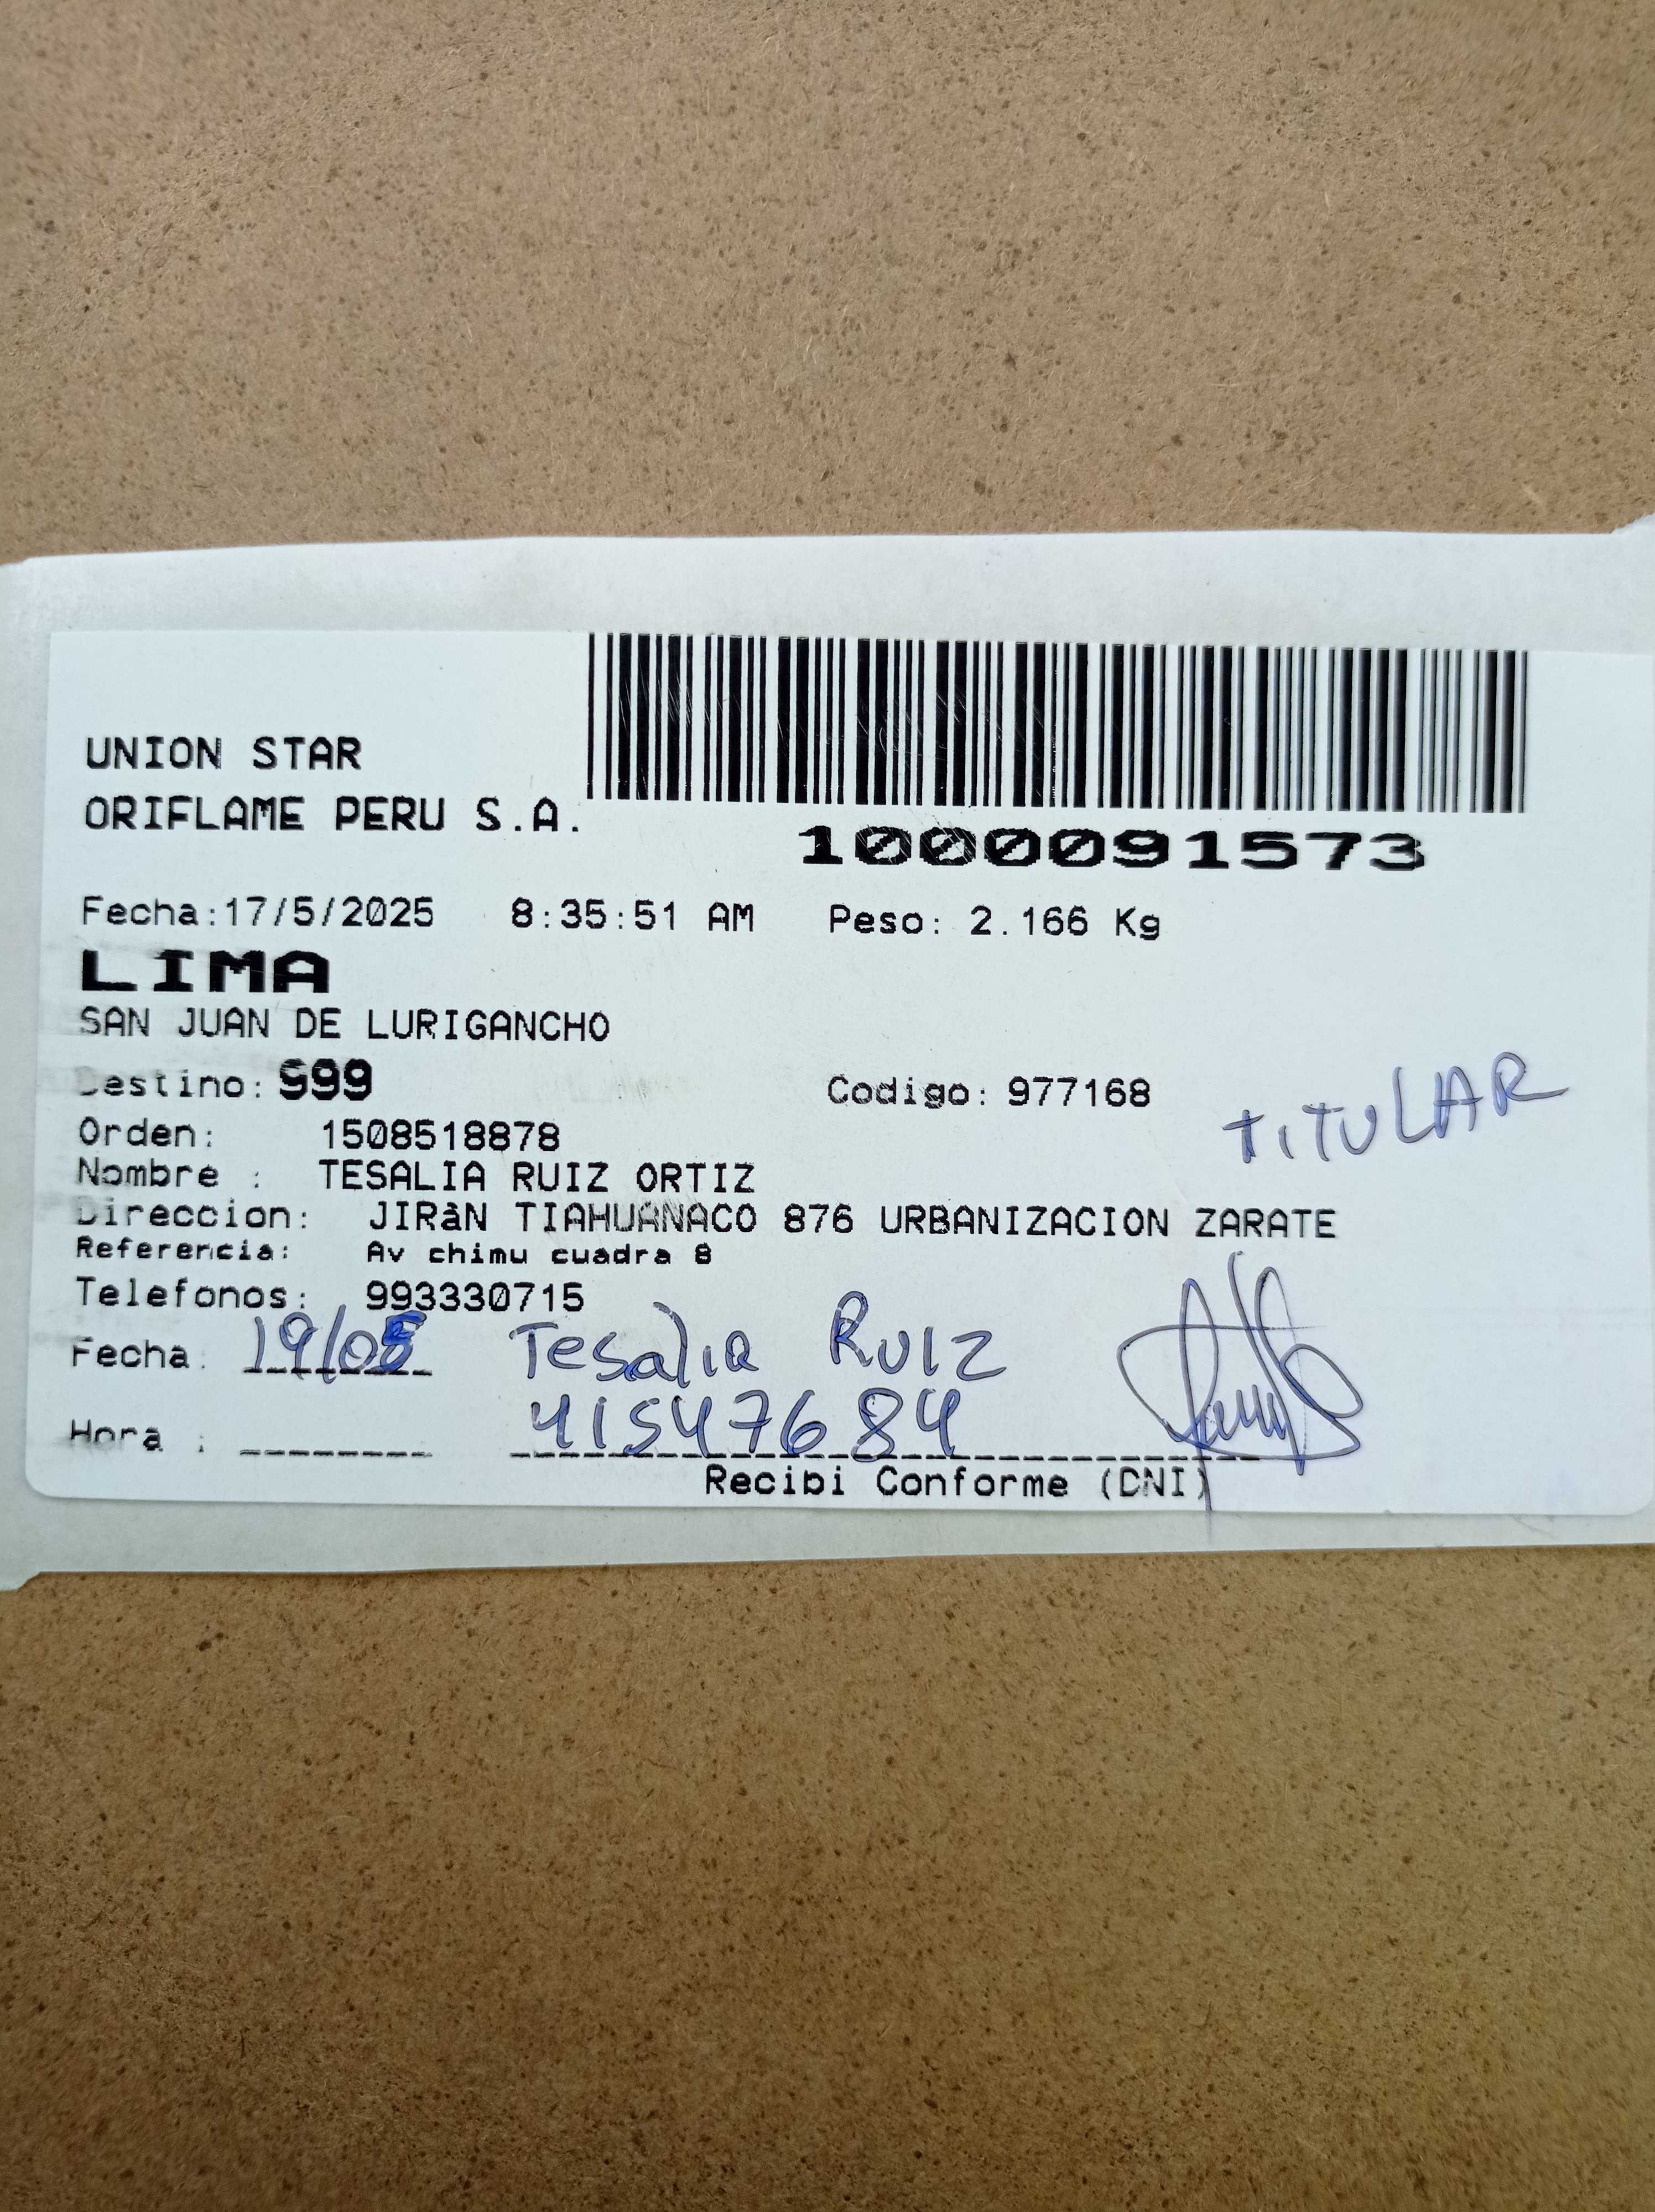 UNION STAR
ORIFLAME PERU S.A.
1000091573
Fecha:17/5/2025 8:35:51 AM Peso: 2.166 Kg
LIMA
SAN JUAN DE LURIGANCHO
Destino: 999 Codigo: 977168
TITULAR
Orden: 1508518878
Nombre : TESALIA RUIZ ORTIZ
Direccion: JIRàN TIAHUANACO 876 URBANIZACION ZARATE
Referencia: Av chimu cuadra 8
Telefonos: 993330715
Fecha: 19/05 Tesalia Ruiz
Hora : 41547684
Recibi Conforme (DNI)